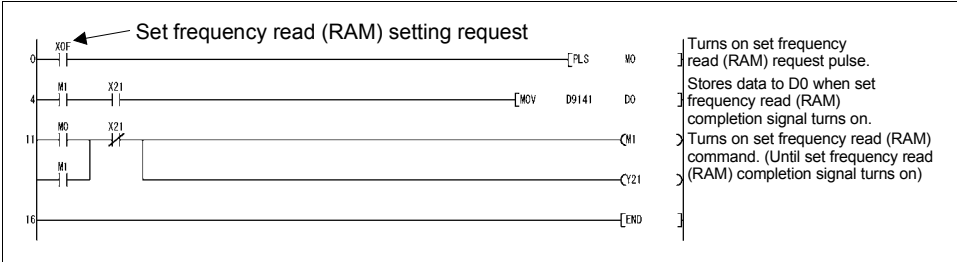 Set frequency read (RAM) setting request
X0F
0
[PLS M0 ]
Turns on set frequency
read (RAM) request pulse.
M1 X21
4
[MOV D9141 D0 ]
Stores data to D0 when set
frequency read (RAM)
completion signal turns on.
M0 X21
11
(M1 )
Turns on set frequency read (RAM)
command. (Until set frequency read
(RAM) completion signal turns on)
M1
(Y21 )
16
[END ]